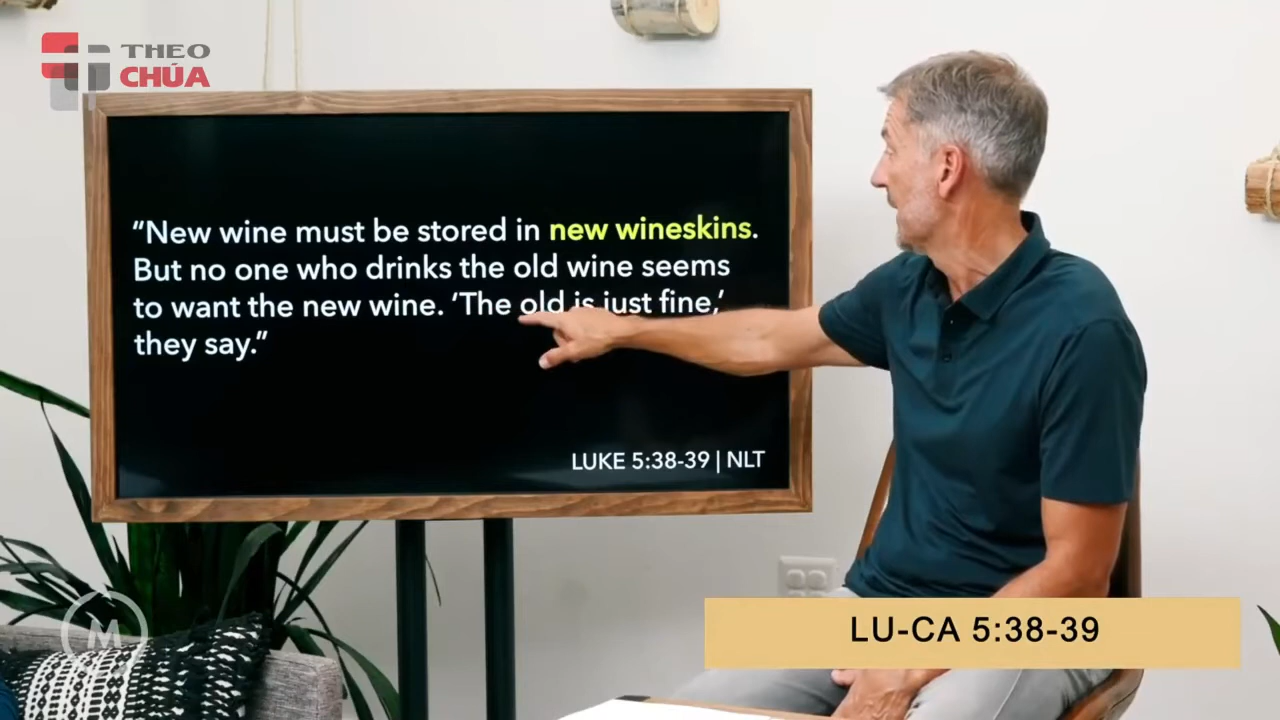 THEO
CHÚA
“New wine must be stored in new wineskins.
But no one who drinks the old wine seems
to want the new wine. ‘The old is just fine,’
they say.”
LUKE 5:38-39 | NLT
M
LU-CA 5:38-39